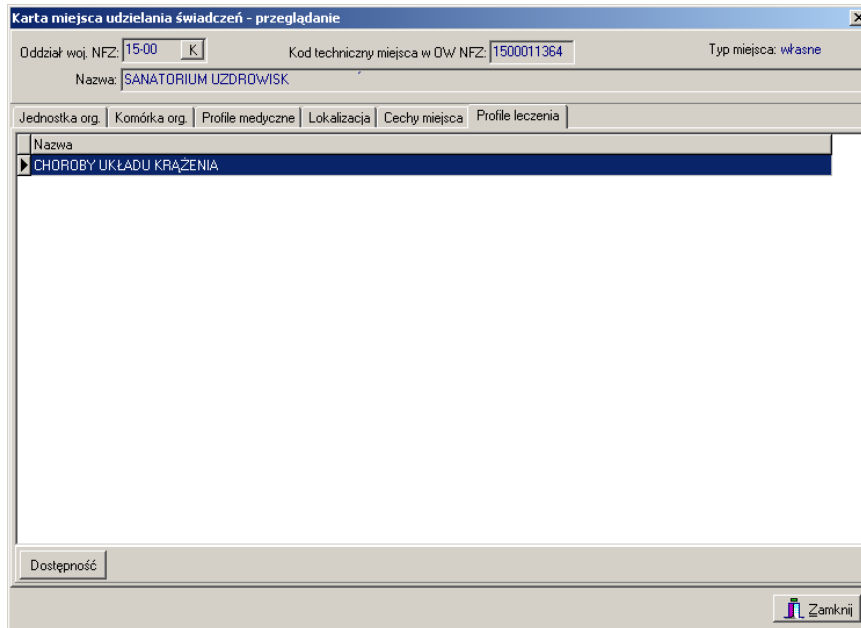 Karta miejsca udzielania świadczeń - przeglądanie
Oddział woj. NFZ: 15-00 K Kod techniczny miejsca w OW NFZ: 1500011364 Typ miejsca: własne
Nazwa: SANATORIUM UZDROWISK
Jednostka org. Komórka org. Profile medyczne Lokalizacja Cechy miejsca Profile leczenia
Nazwa
CHOROBY UKŁADU KRĄŻENIA
Dostępność
Zamknij